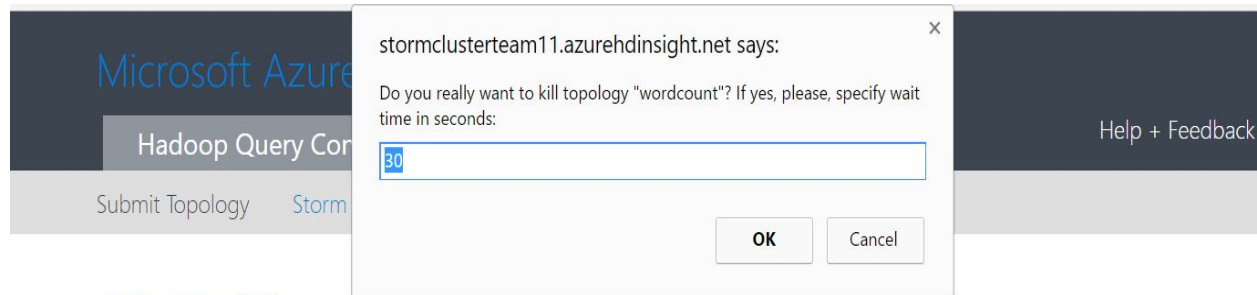 Microsoft Azure
stormclusterteam11.azurehdinsight.net says:
Do you really want to kill topology "wordcount"? If yes, please, specify wait
time in seconds:
30
OK
Cancel
Hadoop Query Con
Help + Feedback
Submit Topology
Storm